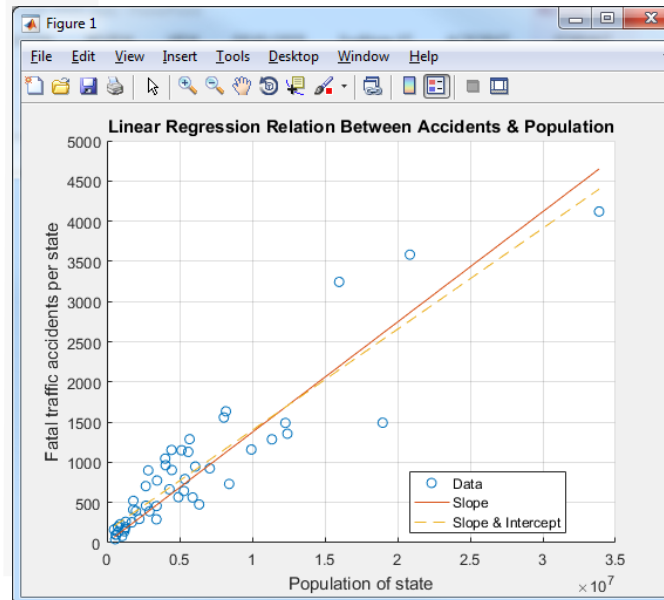 Figure 1
File Edit View Insert Tools Desktop Window Help
Linear Regression Relation Between Accidents & Population
5000
4500
4000
3500
3000
2500
2000
1500
1000
500
0
Fatal traffic accidents per state
0 0.5 1 1.5 2 2.5 3 3.5
Population of state
× 10^7
Data
Slope
Slope & Intercept